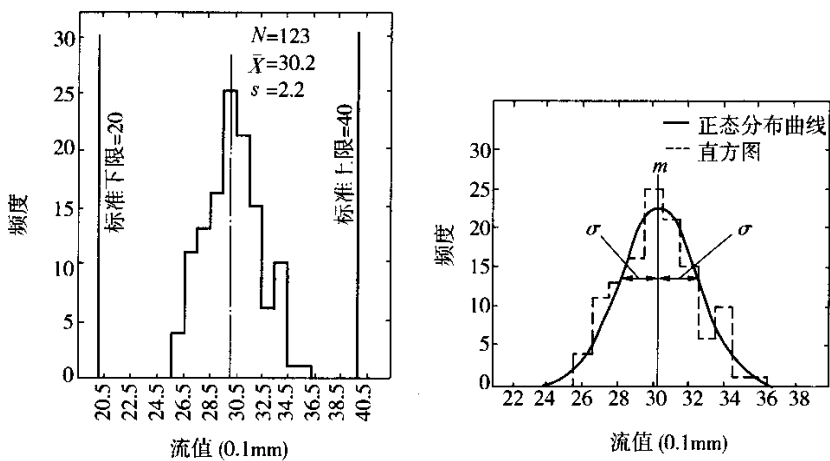 30
25
20
15
10
5
0
频度
N=123
X̄=30.2
s=2.2
标准下限=20
标准上限=40
20.5 22.5 24.5 26.5 28.5 30.5 32.5 34.5 36.5 38.5 40.5
流值 (0.1mm)
正态分布曲线
直方图
m
σ
σ
30
25
20
15
10
5
0
频度
22 24 26 28 30 32 34 36 38
流值 (0.1mm)